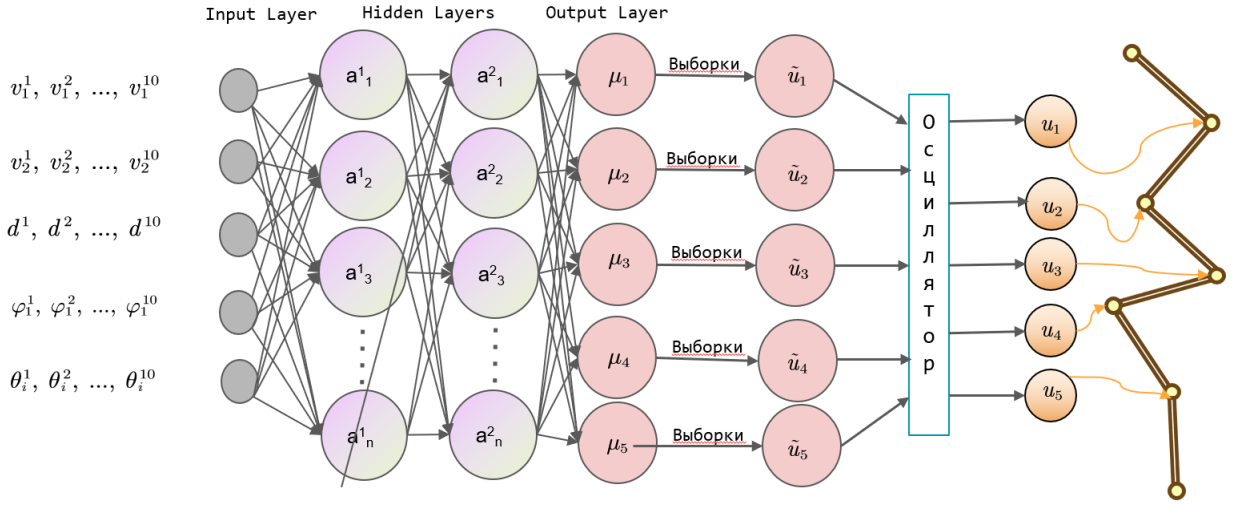 Input Layer Hidden Layers Output Layer
v₁¹, v₁², ..., v₁¹⁰
v₂¹, v₂², ..., v₂¹⁰
d¹, d², ..., d¹⁰
φ₁¹, φ₁², ..., φ₁¹⁰
θᵢ¹, θᵢ², ..., θᵢ¹⁰
a¹₁
a¹₂
a¹₃
a¹ₙ
a²₁
a²₂
a²₃
a²ₙ
μ₁ Выборки ũ₁
μ₂ Выборки ũ₂
μ₃ Выборки ũ₃
μ₄ Выборки ũ₄
μ₅ Выборки ũ₅
Осциллятор
u₁
u₂
u₃
u₄
u₅